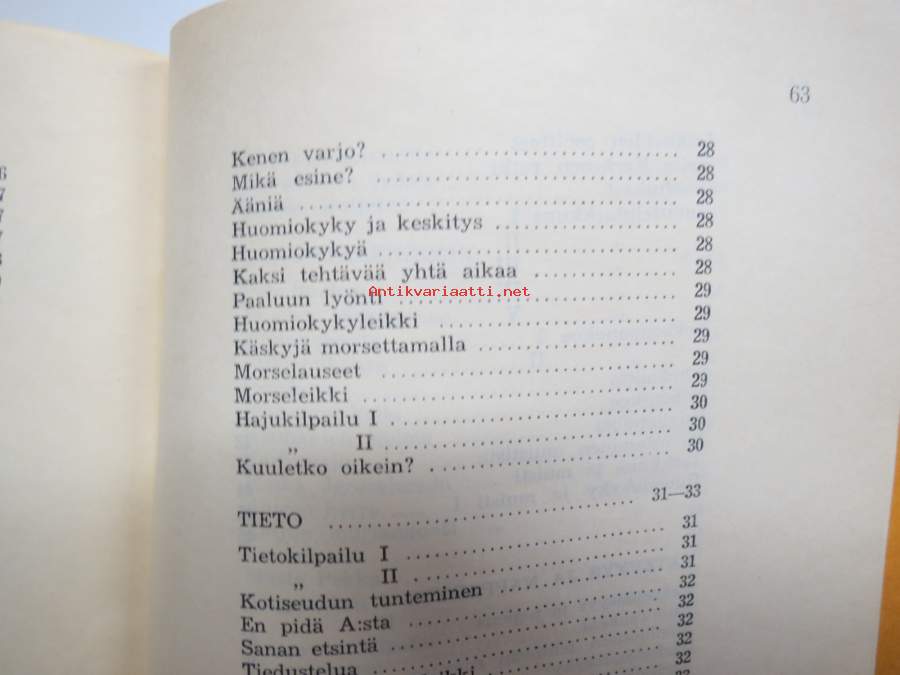 63
Kenen varjo? 28
Mikä esine? 28
Ääniä 28
Huomiokyky ja keskitys 28
Huomiokykyä 28
Kaksi tehtävää yhtä aikaa 28
Paaluun lyönti 29
Antikvariaatti.net
Huomiokykyleikki 29
Käskyjä morsettamalla 29
Morselauseet 29
Morseleikki 29
Hajukilpailu I 30
„ II 30
Kuuletko oikein? 30
TIETO 31—33
Tietokilpailu I 31
„ II 31
Kotiseudun tunteminen 31
En pidä A:sta 32
Sanan etsintä 32
Tiedustelua 32